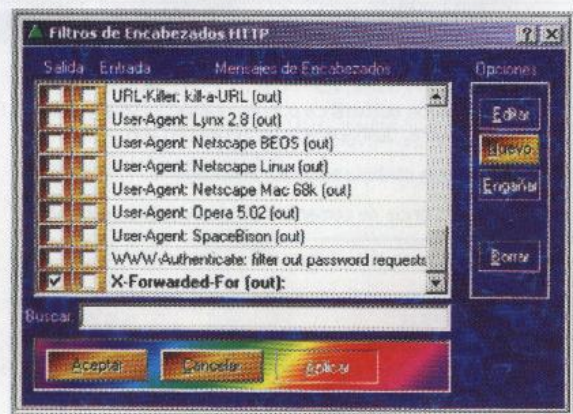 Filtros de Encabezados HTTP
Salida Entrada Mensajes de Encabezados Opciones
URL-Killer: kill-a-URL (out)
User-Agent: Lynx 2.8 (out)
User-Agent: Netscape BEOS (out)
User-Agent: Netscape Linux (out)
User-Agent: Netscape Mac 68k (out)
User-Agent: Opera 5.02 (out)
User-Agent: SpaceBison (out)
WWW-Authenticate: filter out password requests
X-Forwarded-For (out):
Editar
Nuevo
Engañar
Borrar
Buscar:
Aceptar Cancelar Aplicar